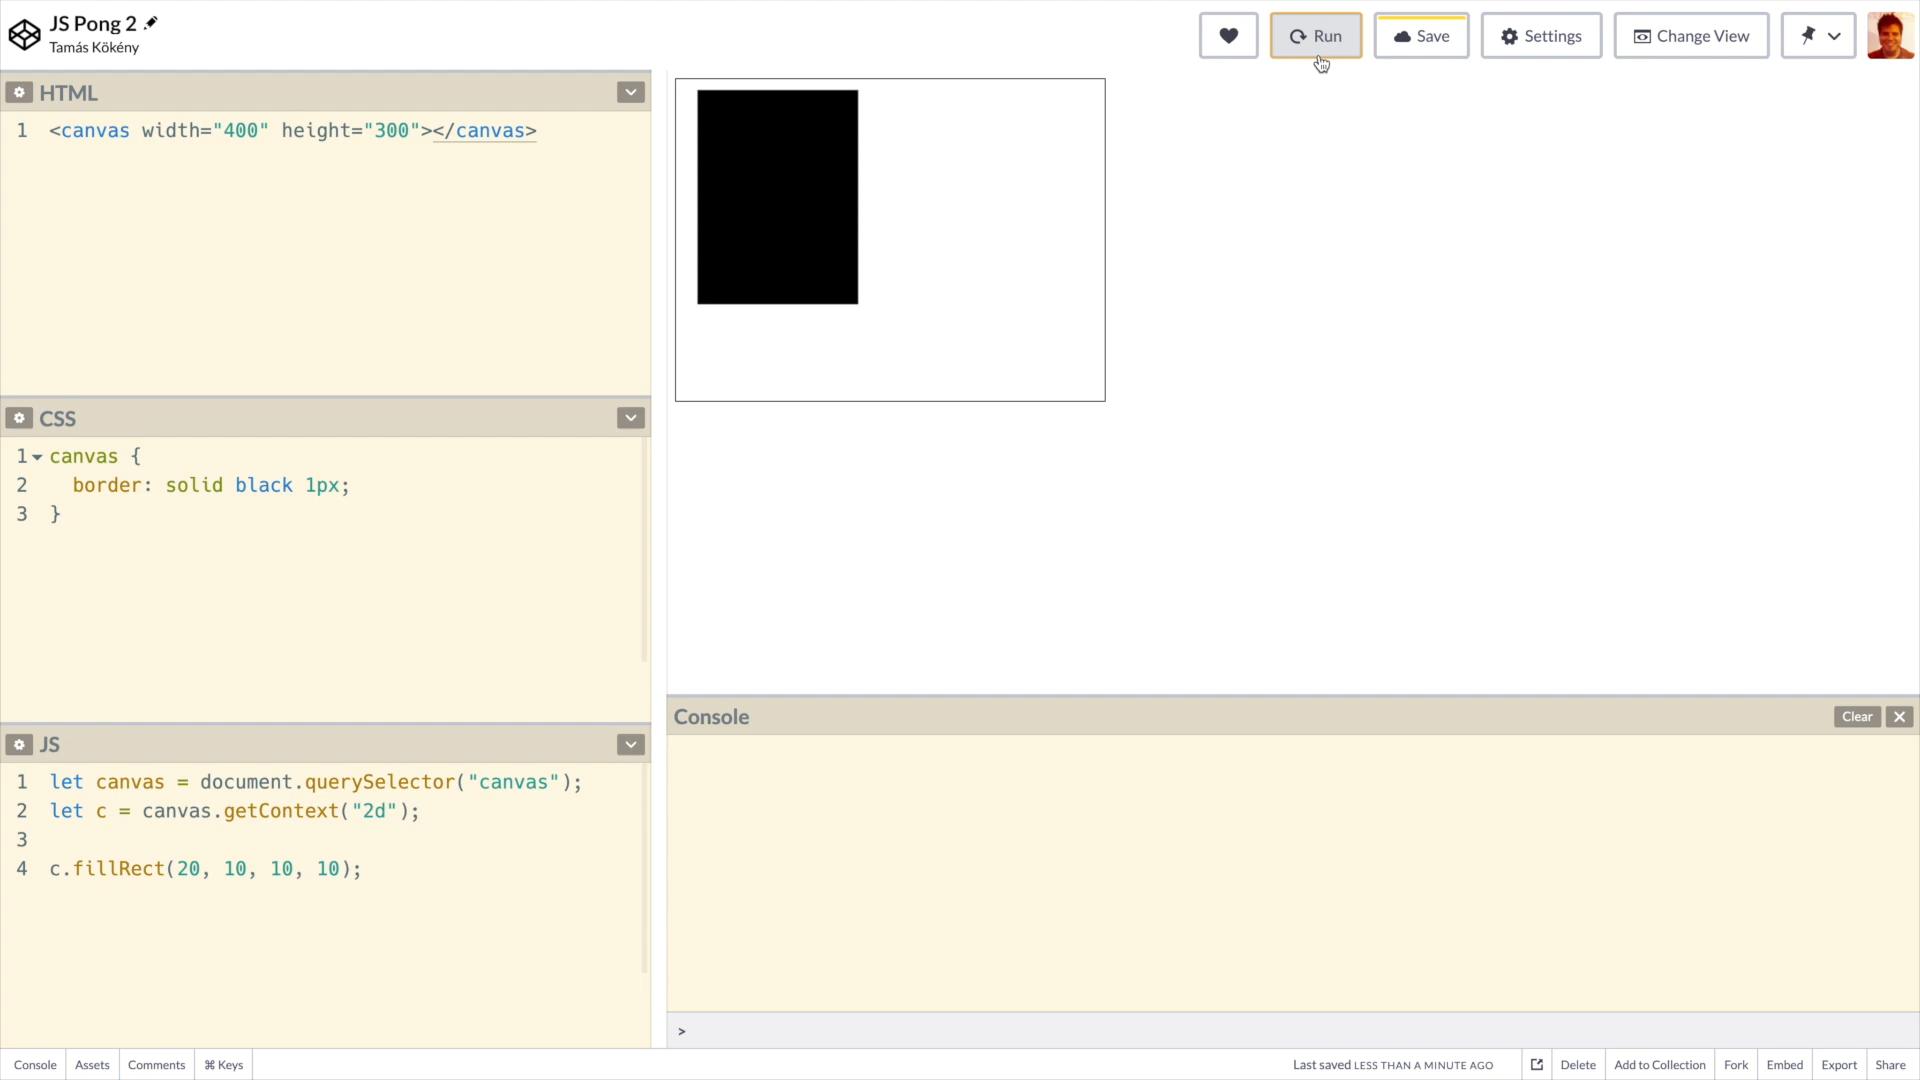 JS Pong 2
Tamás Kökény
Run
Save
Settings
Change View
HTML
1 <canvas width="400" height="300"></canvas>
CSS
1 canvas {
2 border: solid black 1px;
3 }
JS
1 let canvas = document.querySelector("canvas");
2 let c = canvas.getContext("2d");
3
4 c.fillRect(20, 10, 10, 10);
Console
Clear
>
Console Assets Comments ⌘ Keys
Last saved LESS THAN A MINUTE AGO Delete Add to Collection Fork Embed Export Share